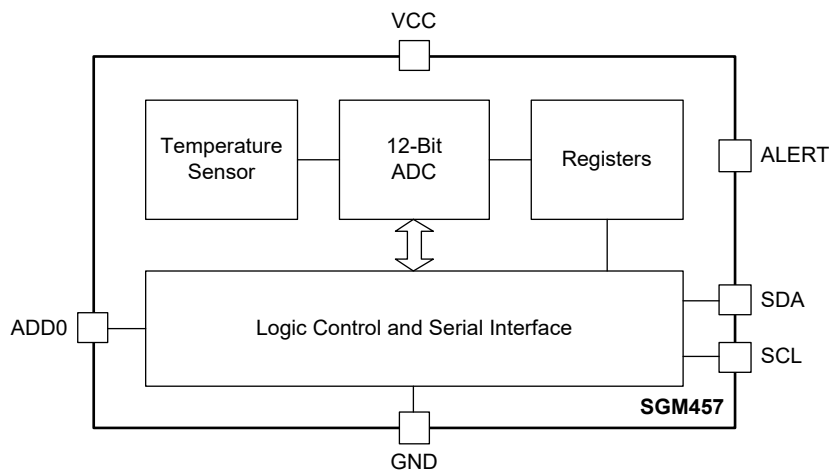 VCC
Temperature
Sensor
12-Bit
ADC
Registers
ALERT
ADD0
Logic Control and Serial Interface
SDA
SCL
SGM457
GND